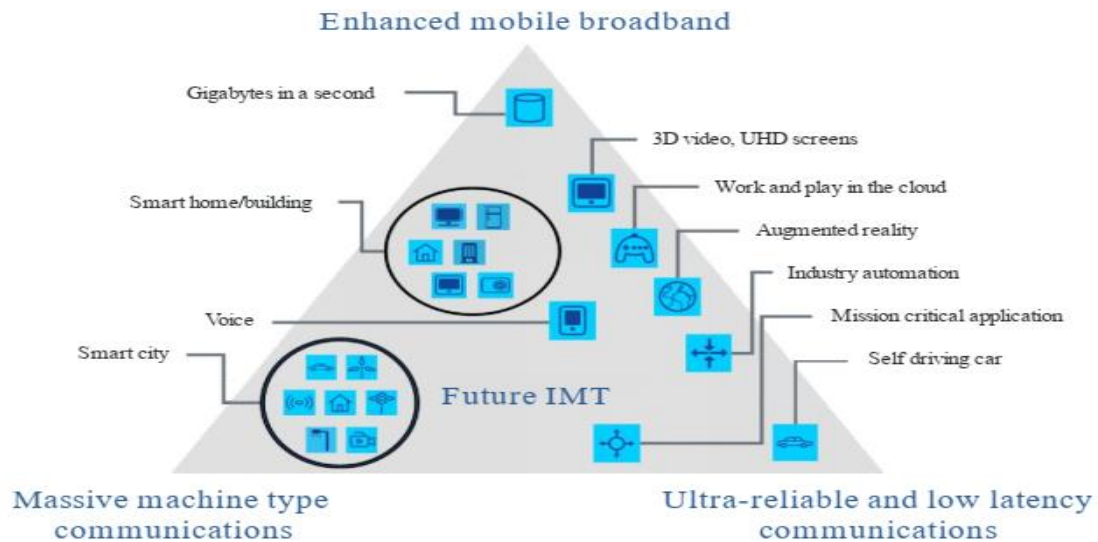 Enhanced mobile broadband
Gigabytes in a second
3D video, UHD screens
Work and play in the cloud
Smart home/building
Augmented reality
Industry automation
Voice
Mission critical application
Smart city
Self driving car
Future IMT
Massive machine type
communications
Ultra-reliable and low latency
communications